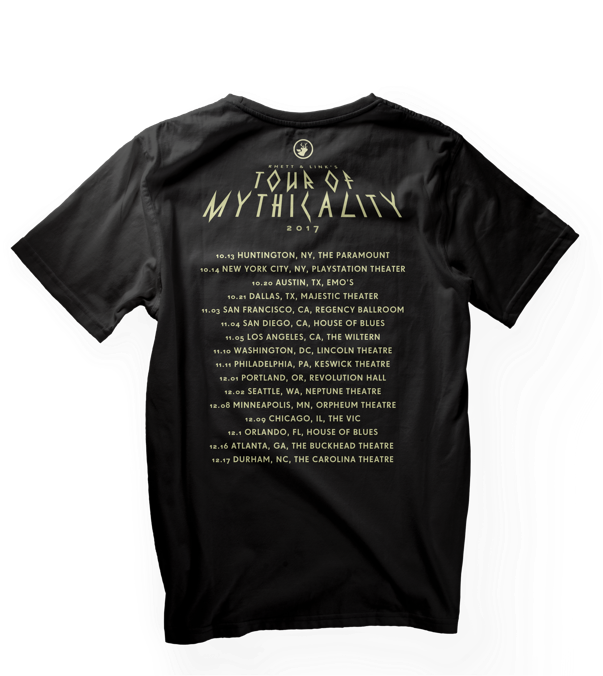 RHETT & LINK'S
TOUR OF
MYTHICALITY
2017
10.13 HUNTINGTON, NY, THE PARAMOUNT
10.14 NEW YORK CITY, NY, PLAYSTATION THEATER
10.20 AUSTIN, TX, EMO'S
10.21 DALLAS, TX, MAJESTIC THEATER
11.03 SAN FRANCISCO, CA, REGENCY BALLROOM
11.04 SAN DIEGO, CA, HOUSE OF BLUES
11.05 LOS ANGELES, CA, THE WILTERN
11.10 WASHINGTON, DC, LINCOLN THEATRE
11.11 PHILADELPHIA, PA, KESWICK THEATRE
12.01 PORTLAND, OR, REVOLUTION HALL
12.02 SEATTLE, WA, NEPTUNE THEATRE
12.08 MINNEAPOLIS, MN, ORPHEUM THEATRE
12.09 CHICAGO, IL, THE VIC
12.1 ORLANDO, FL, HOUSE OF BLUES
12.16 ATLANTA, GA, THE BUCKHEAD THEATRE
12.17 DURHAM, NC, THE CAROLINA THEATRE